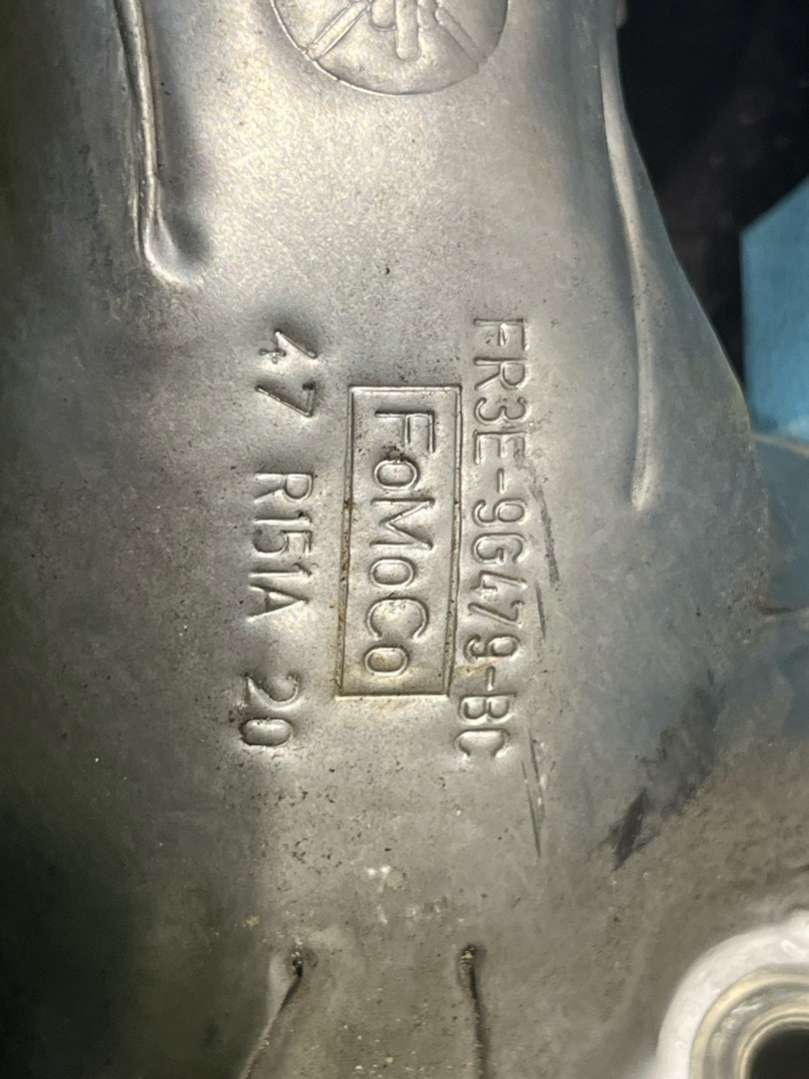 FR3E-9G479-BC
FoMoCo
47 R151A 20